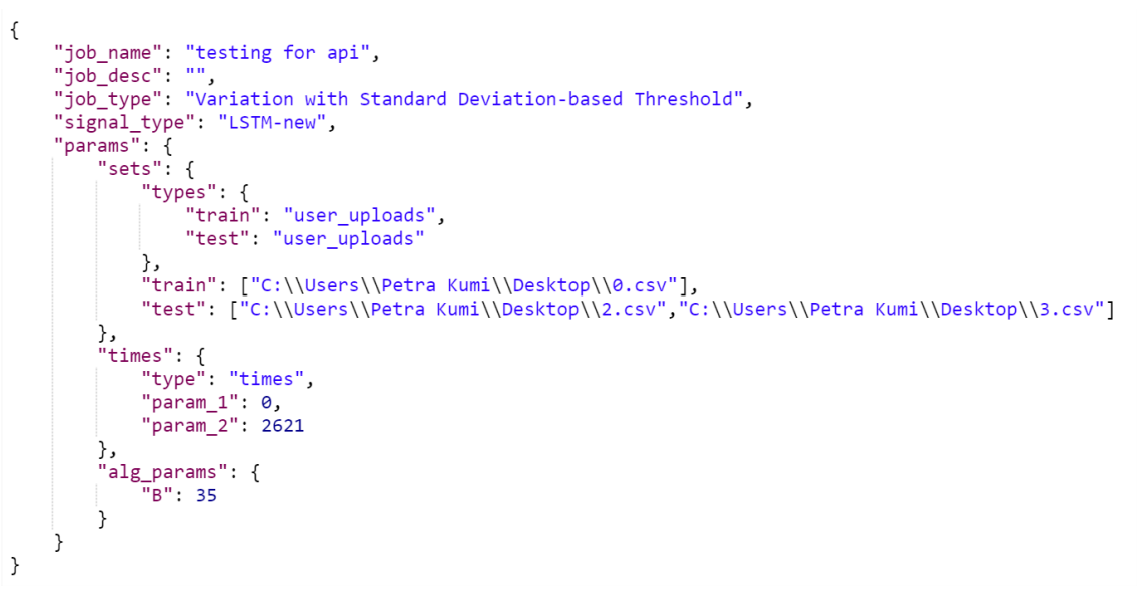 {
    "job_name": "testing for api",
    "job_desc": "",
    "job_type": "Variation with Standard Deviation-based Threshold",
    "signal_type": "LSTM-new",
    "params": {
        "sets": {
            "types": {
                "train": "user_uploads",
                "test": "user_uploads"
            },
            "train": ["C:\\Users\\Petra Kumi\\Desktop\\0.csv"],
            "test": ["C:\\Users\\Petra Kumi\\Desktop\\2.csv","C:\\Users\\Petra Kumi\\Desktop\\3.csv"]
        },
        "times": {
            "type": "times",
            "param_1": 0,
            "param_2": 2621
        },
        "alg_params": {
            "B": 35
        }
    }
}